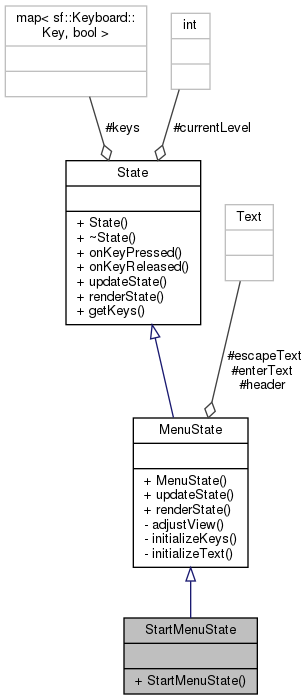 map< sf::Keyboard::
Key, bool >
int
#keys
#currentLevel
State
+ State()
+ ~State()
+ onKeyPressed()
+ onKeyReleased()
+ updateState()
+ renderState()
+ getKeys()
Text
#escapeText
#enterText
#header
MenuState
+ MenuState()
+ updateState()
+ renderState()
- adjustView()
- initializeKeys()
- initializeText()
StartMenuState
+ StartMenuState()